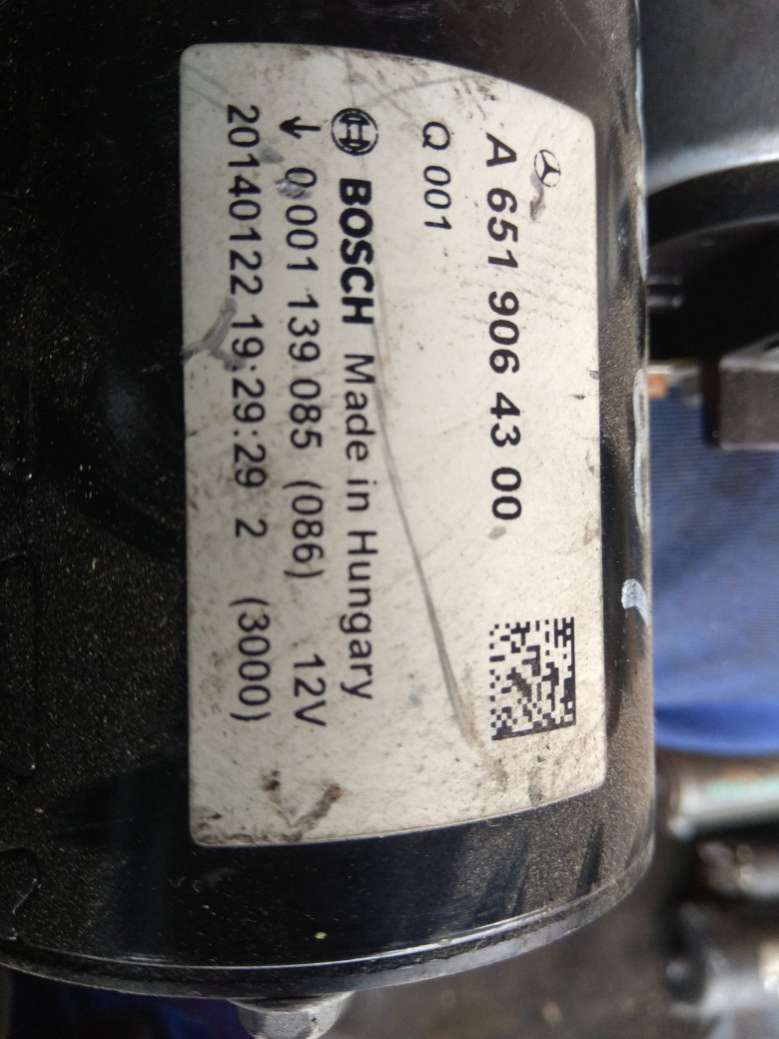 A 651 906 43 00
Q 001
BOSCH Made in Hungary
↓ 0 001 139 085 (086) 12V
20140122 19:29:29 2 (3000)